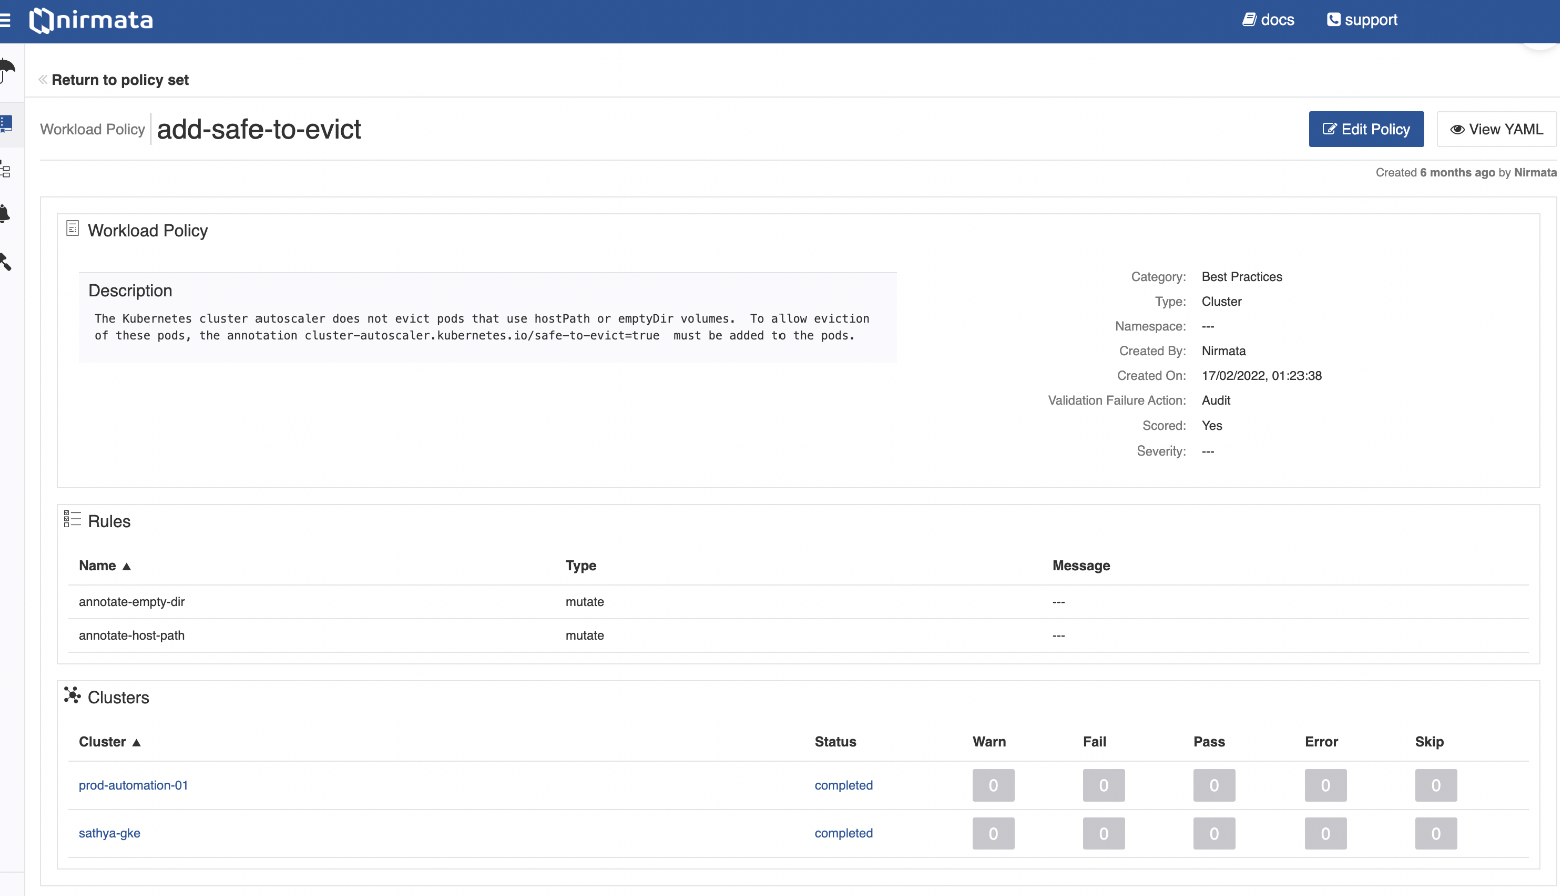 nirmata
docs
support
Return to policy set
Workload Policy add-safe-to-evict
Edit Policy
View YAML
Created 6 months ago by Nirmata
Workload Policy
Description
The Kubernetes cluster autoscaler does not evict pods that use hostPath or emptyDir volumes.  To allow eviction
of these pods, the annotation cluster-autoscaler.kubernetes.io/safe-to-evict=true  must be added to the pods.
Category: Best Practices
Type: Cluster
Namespace: ---
Created By: Nirmata
Created On: 17/02/2022, 01:23:38
Validation Failure Action: Audit
Scored: Yes
Severity: ---
Rules
Name ▲ Type Message
annotate-empty-dir mutate ---
annotate-host-path mutate ---
Clusters
Cluster ▲ Status Warn Fail Pass Error Skip
prod-automation-01 completed 0 0 0 0 0
sathya-gke completed 0 0 0 0 0